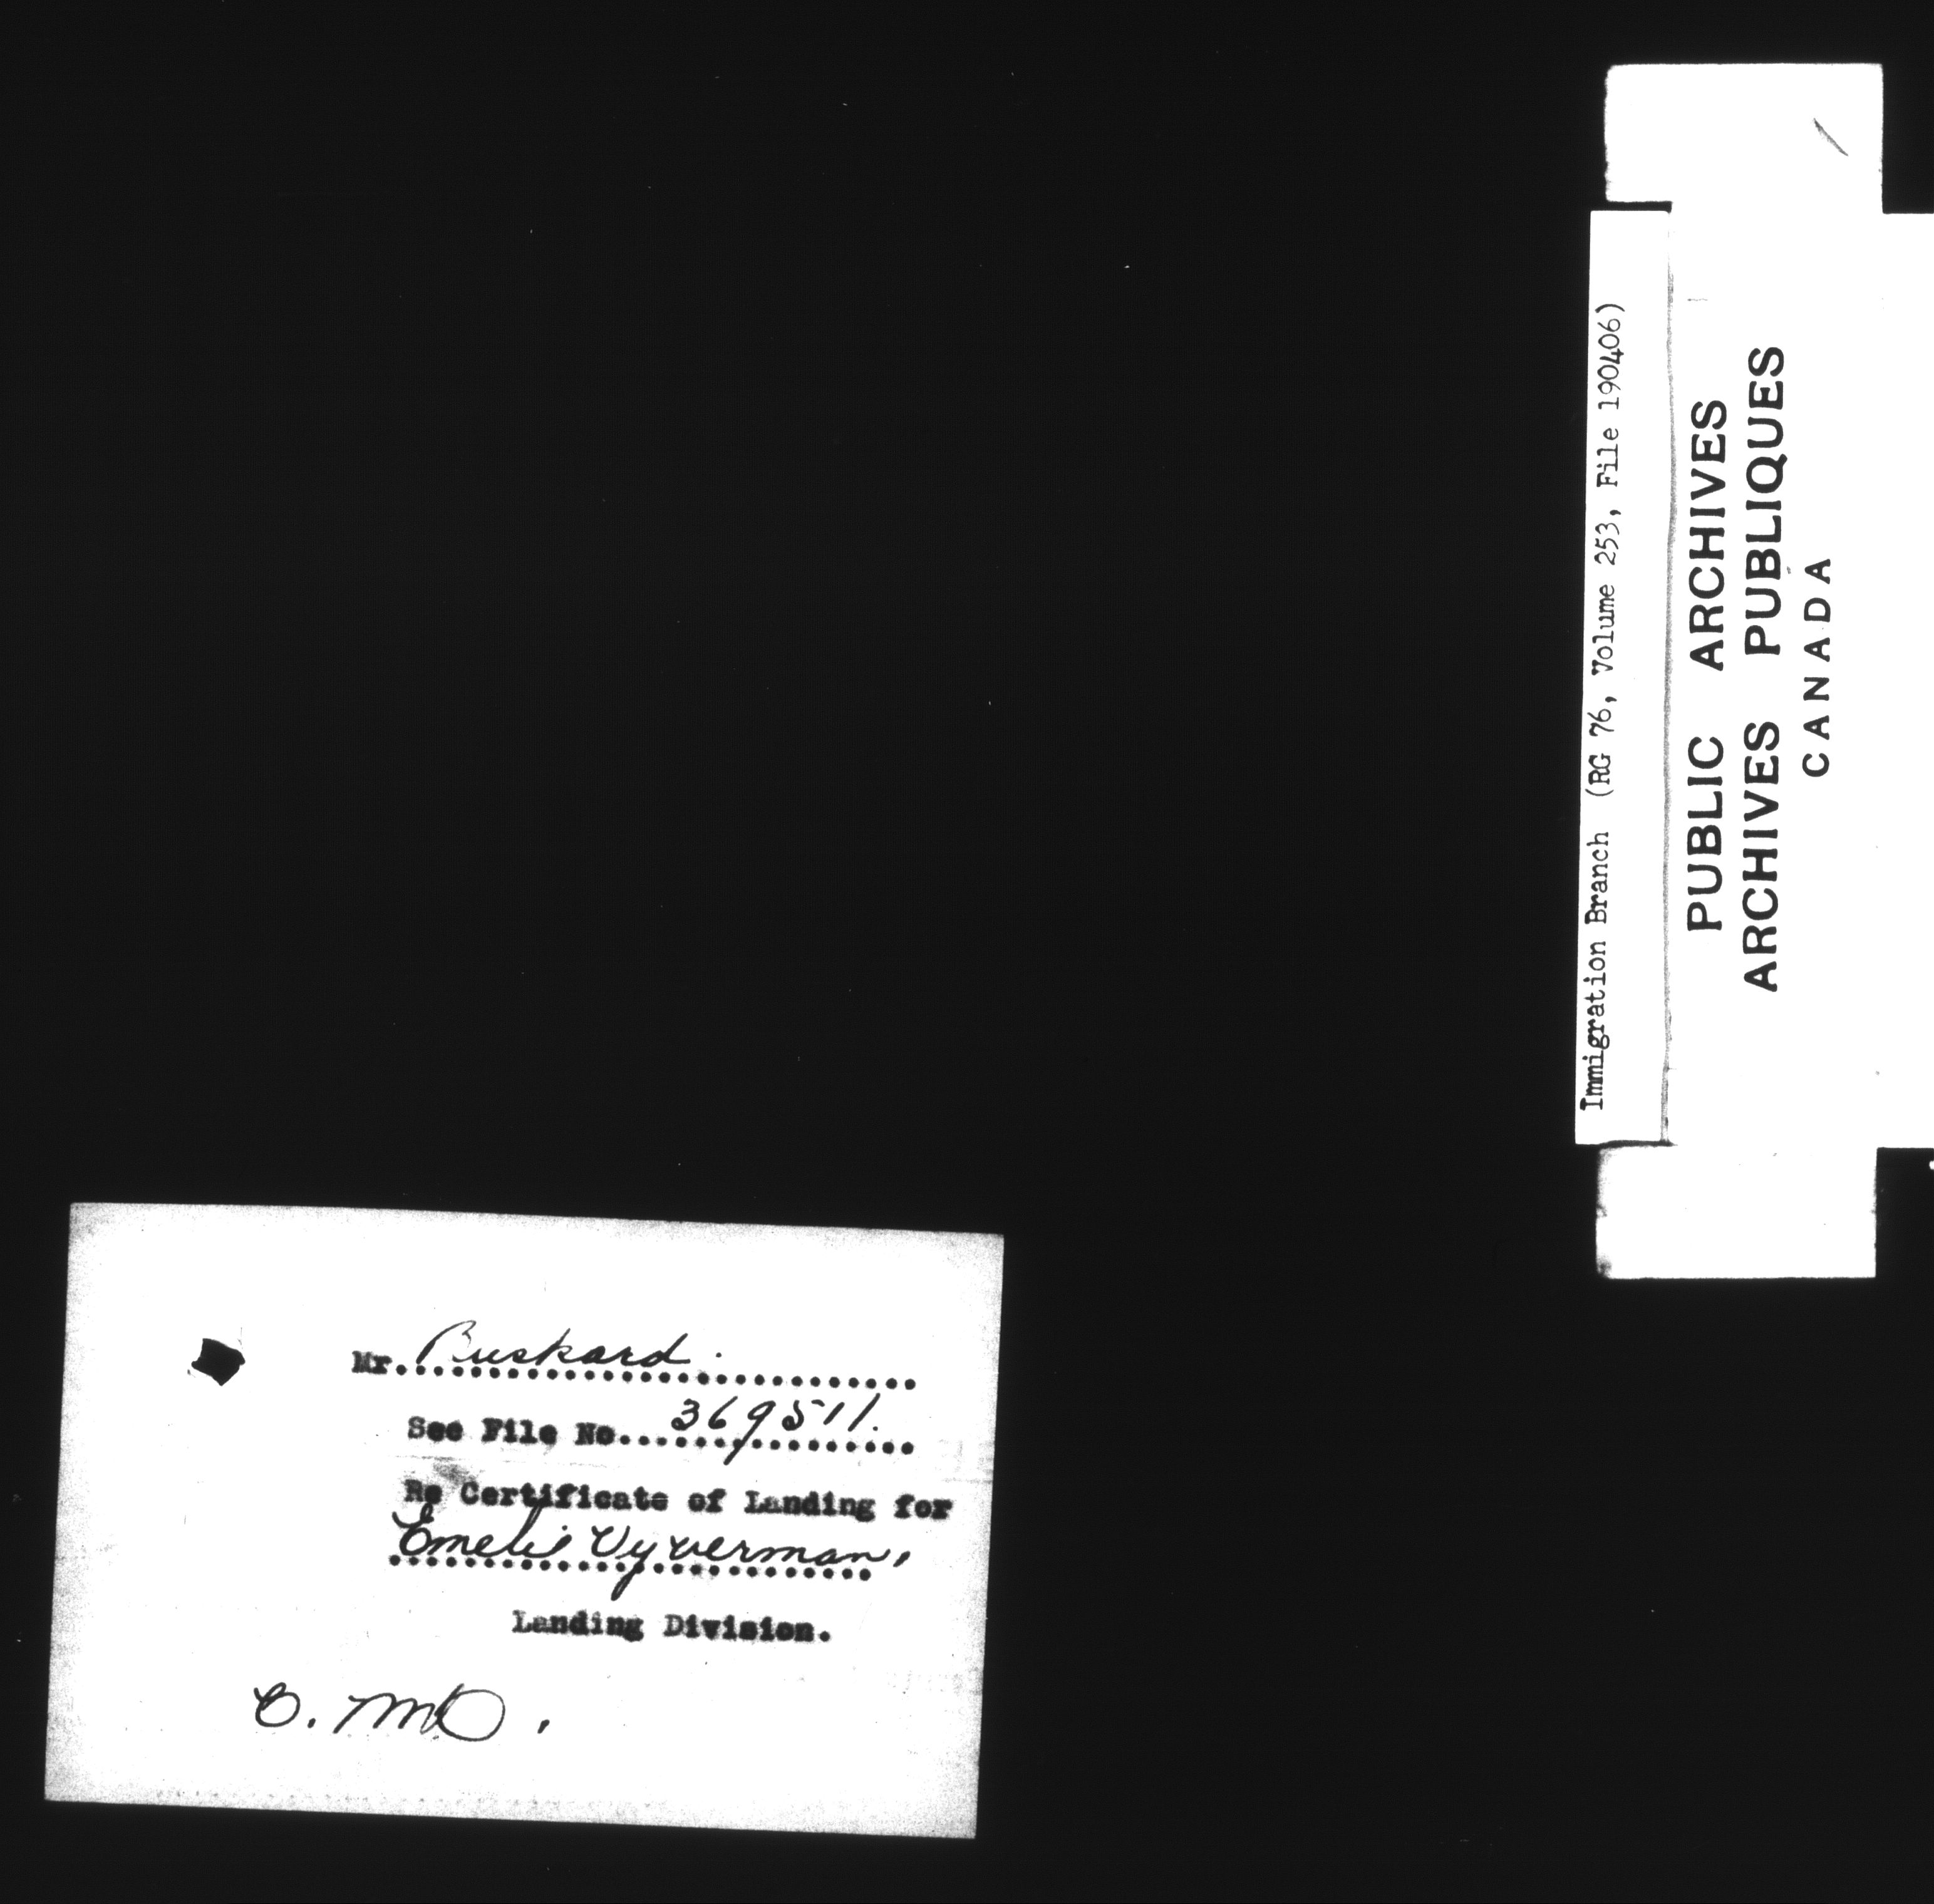 Mr. Buskard.
See File No. 369511.
Re Certificate of Landing for
Emelie Vyverman,
Landing Division.
Immigration Branch (RG 76, Volume 253, File 190406)
PUBLIC ARCHIVES
ARCHIVES PUBLIQUES
CANADA